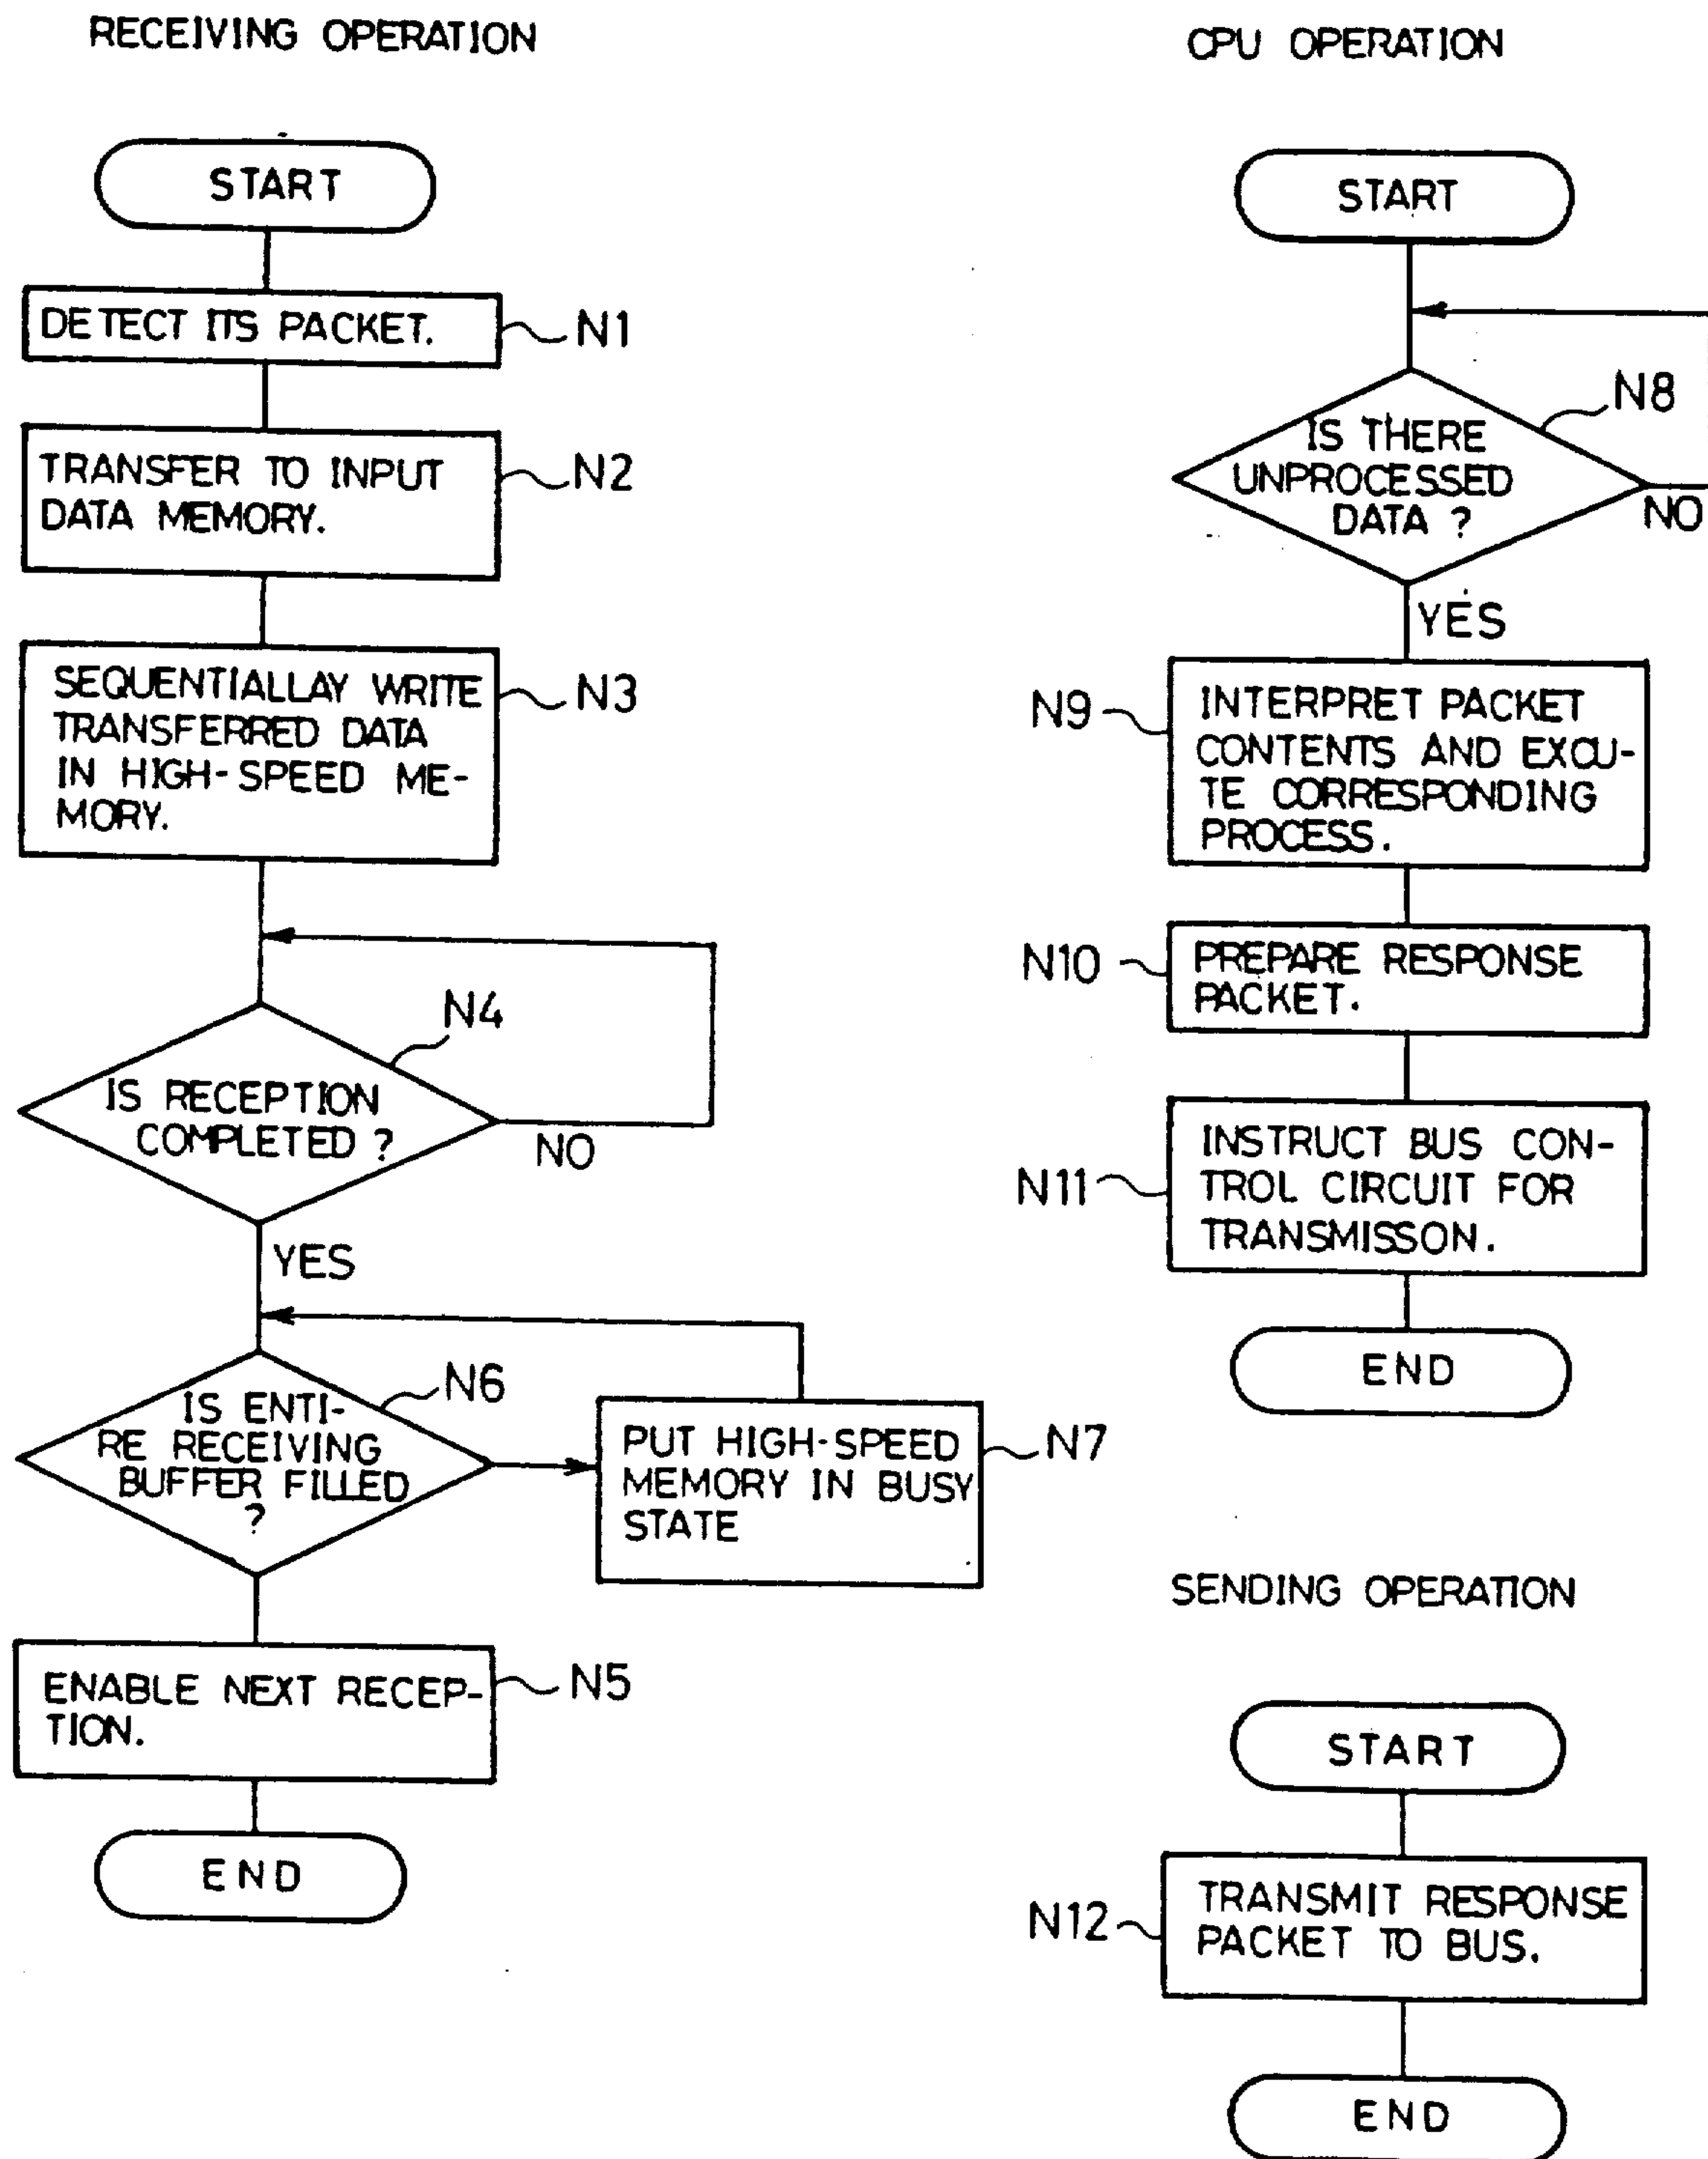 RECEIVING OPERATION
START
DETECT ITS PACKET.
N1
TRANSFER TO INPUT
DATA MEMORY.
N2
SEQUENTIALLAY WRITE
TRANSFERRED DATA
IN HIGH-SPEED ME-
MORY.
N3
N4
IS RECEPTION
COMPLETED ?
NO
YES
N6
IS ENTI-
RE RECEIVING
BUFFER FILLED
?
PUT HIGH-SPEED
MEMORY IN BUSY
STATE
N7
ENABLE NEXT RECEP-
TION.
N5
END
CPU OPERATION
START
N8
IS THERE
UNPROCESSED
DATA ?
NO
YES
N9
INTERPRET PACKET
CONTENTS AND EXCU-
TE CORRESPONDING
PROCESS.
N10
PREPARE RESPONSE
PACKET.
N11
INSTRUCT BUS CON-
TROL CIRCUIT FOR
TRANSMISSON.
END
SENDING OPERATION
START
N12
TRANSMIT RESPONSE
PACKET TO BUS.
END